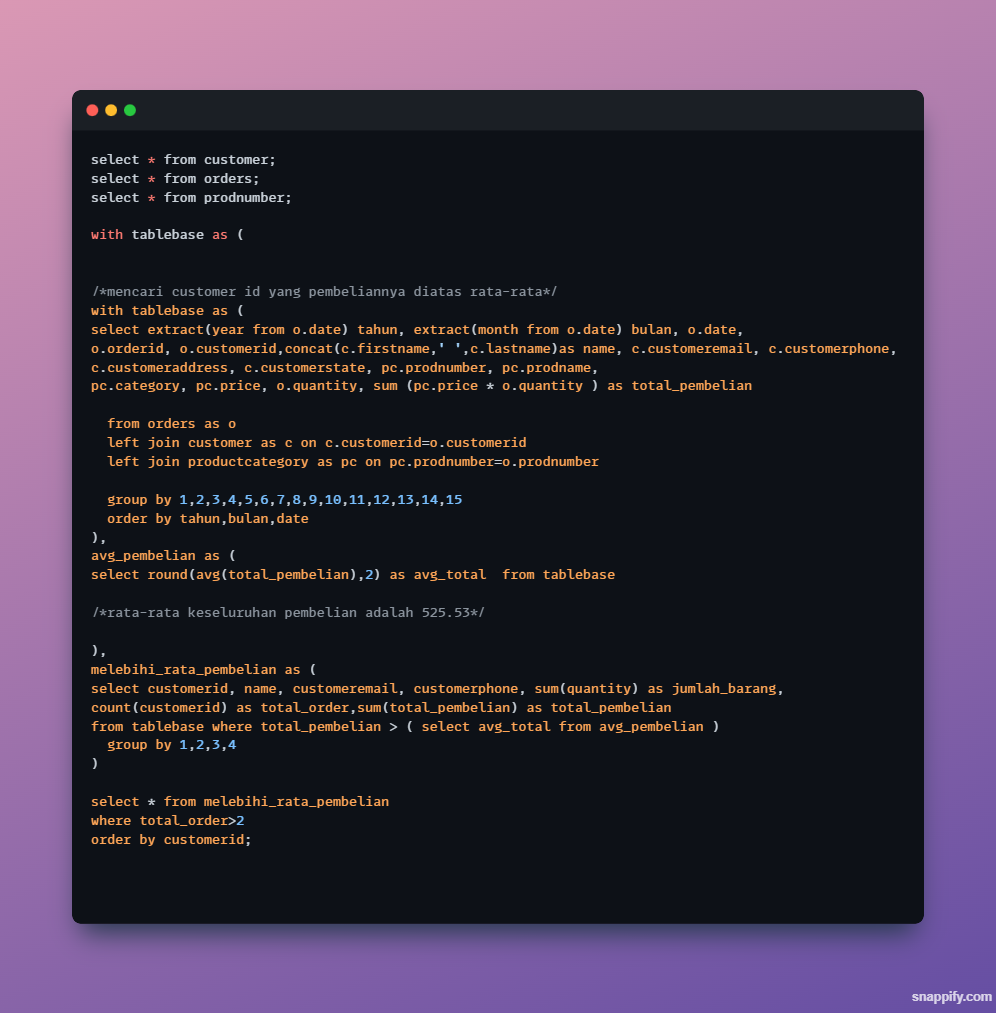 select * from customer;
select * from orders;
select * from prodnumber;
with tablebase as (
/*mencari customer id yang pembeliannya diatas rata-rata*/
with tablebase as (
select extract(year from o.date) tahun, extract(month from o.date) bulan, o.date,
o.orderid, o.customerid,concat(c.firstname,' ',c.lastname)as name, c.customeremail, c.customerphone,
c.customeraddress, c.customerstate, pc.prodnumber, pc.prodname,
pc.category, pc.price, o.quantity, sum (pc.price * o.quantity ) as total_pembelian
from orders as o
left join customer as c on c.customerid=o.customerid
left join productcategory as pc on pc.prodnumber=o.prodnumber
group by 1,2,3,4,5,6,7,8,9,10,11,12,13,14,15
order by tahun,bulan,date
),
avg_pembelian as (
select round(avg(total_pembelian),2) as avg_total  from tablebase
/*rata-rata keseluruhan pembelian adalah 525.53*/
),
melebihi_rata_pembelian as (
select customerid, name, customeremail, customerphone, sum(quantity) as jumlah_barang,
count(customerid) as total_order,sum(total_pembelian) as total_pembelian
from tablebase where total_pembelian > ( select avg_total from avg_pembelian )
group by 1,2,3,4
)
select * from melebihi_rata_pembelian
where total_order>2
order by customerid;
snappify.com